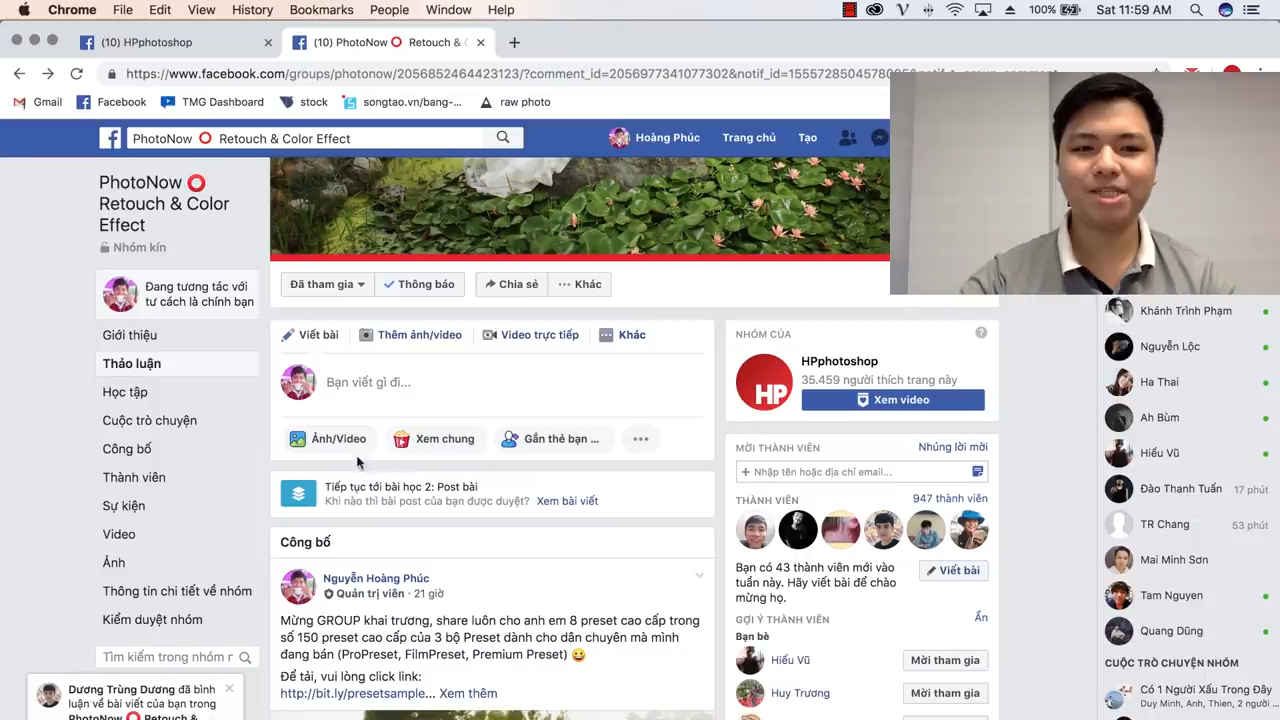 Chrome File Edit View History Bookmarks People Window Help 100% Sat 11:59 AM
(10) HPphotoshop
(10) PhotoNow ⭕ Retouch &
https://www.facebook.com/groups/photonow/2056852464423123/?comment_id=2056977341077302&notif_id=
Gmail Facebook TMG Dashboard stock songtao.vn/bang-... raw photo
PhotoNow ⭕ Retouch & Color Effect
Hoàng Phúc Trang chủ Tạo
PhotoNow ⭕
Retouch & Color
Effect
Nhóm kín
Đang tương tác với
tư cách là chính bạn
Giới thiệu
Thảo luận
Học tập
Cuộc trò chuyện
Công bố
Thành viên
Sự kiện
Video
Ảnh
Thông tin chi tiết về nhóm
Kiểm duyệt nhóm
Tìm kiếm trong nhóm r
Dương Trùng Dương đã bình
luận về bài viết của bạn trong
PhotoNow ⭕ Retouch &
Đã tham gia Thông báo Chia sẻ ··· Khác
Viết bài Thêm ảnh/video Video trực tiếp Khác
Bạn viết gì đi...
Ảnh/Video Xem chung Gắn thẻ bạn ...
Tiếp tục tới bài học 2: Post bài
Khi nào thì bài post của bạn được duyệt? Xem bài viết
Công bố
Nguyễn Hoàng Phúc
Quản trị viên · 21 giờ
Mừng GROUP khai trương, share luôn cho anh em 8 preset cao cấp trong
số 150 preset cao cấp của 3 bộ Preset dành cho dân chuyên mà mình
đang bán (ProPreset, FilmPreset, Premium Preset) 😀
Để tải, vui lòng click link:
http://bit.ly/presetsample... Xem thêm
NHÓM CỦA
HP
HPphotoshop
35.459 người thích trang này
Xem video
MỜI THÀNH VIÊN Nhúng lời mời
+ Nhập tên hoặc địa chỉ email...
THÀNH VIÊN 947 thành viên
Bạn có 43 thành viên mới vào
tuần này. Hãy viết bài để chào
mừng họ.
Viết bài
GỢI Ý THÀNH VIÊN Ẩn
Bạn bè
Hiếu Vũ Mời tham gia
Huy Trương Mời tham gia
Khánh Trình Phạm
Nguyễn Lộc
Ha Thai
Ah Bùm
Hiếu Vũ
Đào Thanh Tuấn 17 phút
TR Chang 53 phút
Mai Minh Sơn
Tam Nguyen
Quang Dũng
CUỘC TRÒ CHUYỆN NHÓM
Có 1 Người Xấu Trong Đây
Duy Minh, Anh, Thien, 2 người ...